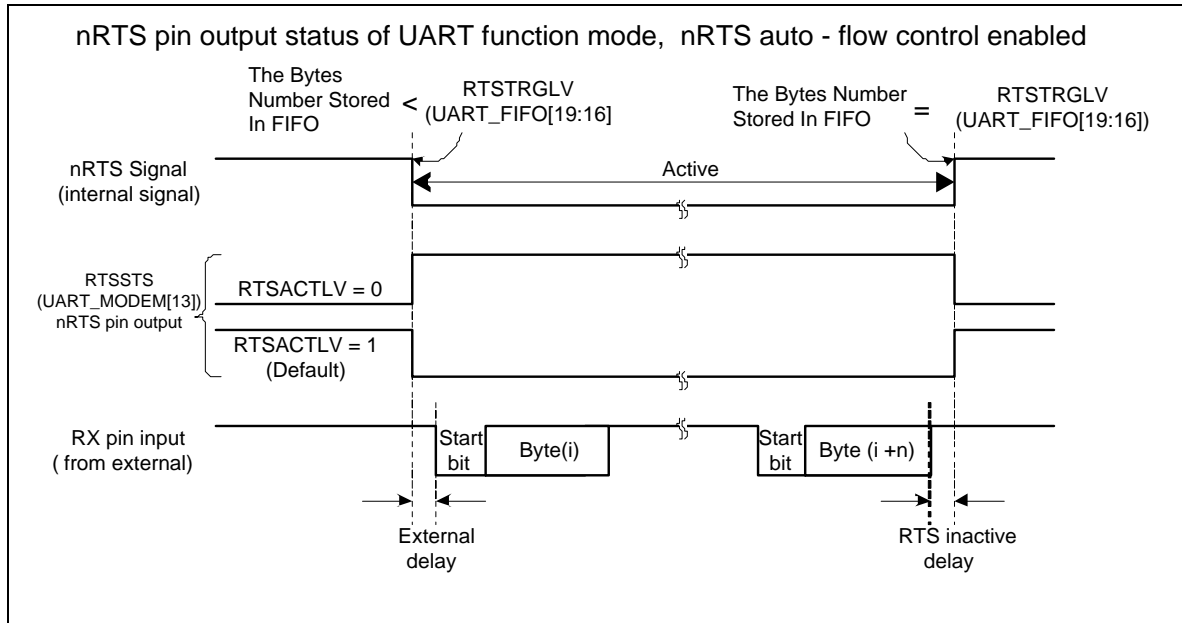 nRTS pin output status of UART function mode, nRTS auto - flow control enabled
The Bytes
Number Stored
In FIFO
<
RTSTRGLV
(UART_FIFO[19:16]
The Bytes Number
Stored In FIFO
=
RTSTRGLV
(UART_FIFO[19:16])
nRTS Signal
(internal signal)
Active
RTSSTS
(UART_MODEM[13])
nRTS pin output
RTSACTLV = 0
RTSACTLV = 1
(Default)
RX pin input
( from external)
Start
bit
Byte(i)
Start
bit
Byte (i +n)
External
delay
RTS inactive
delay